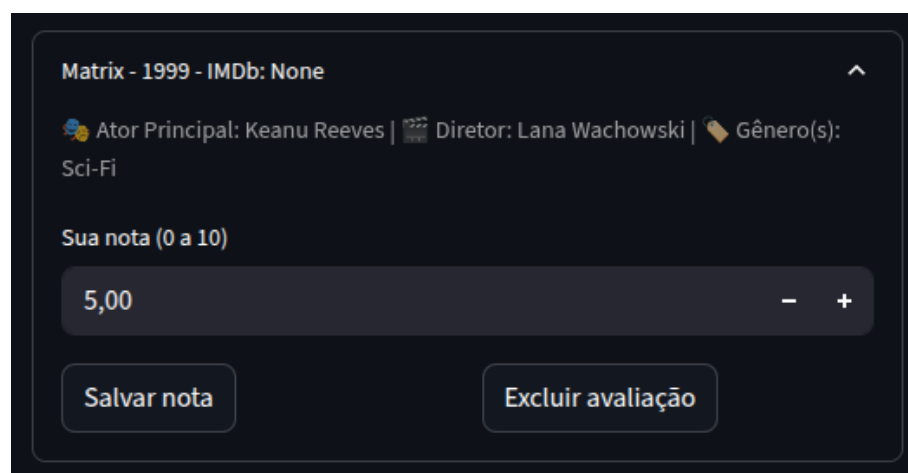 Matrix - 1999 - IMDb: None
🎭 Ator Principal: Keanu Reeves | 🎬 Diretor: Lana Wachowski | 🏷️ Gênero(s):
Sci-Fi
Sua nota (0 a 10)
5,00
Salvar nota
Excluir avaliação